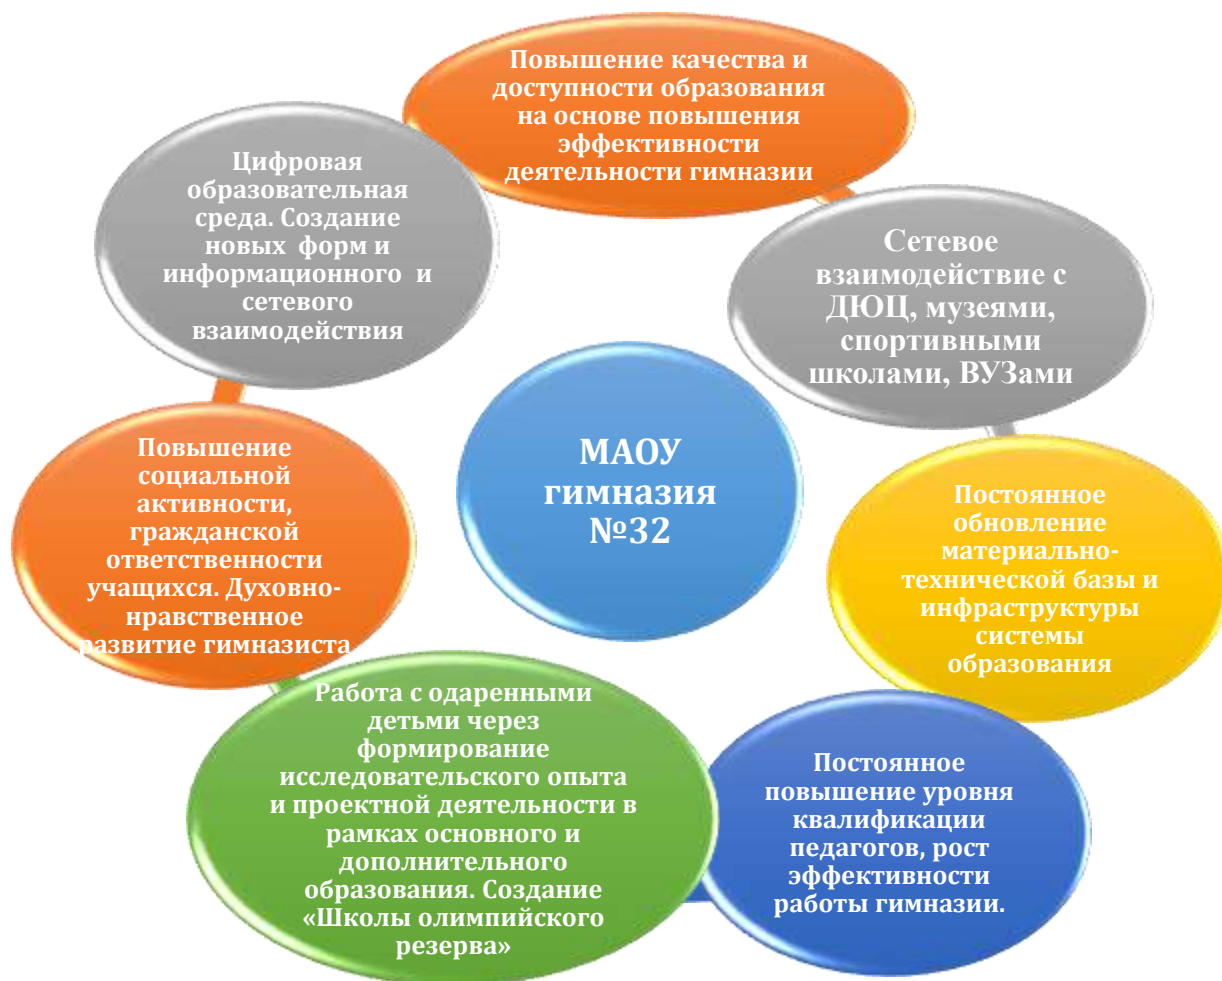 Повышение качества и
доступности образования
на основе повышения
эффективности
деятельности гимназии
Сетевое
взаимодействие с
ДЮЦ, музеями,
спортивными
школами, ВУЗами
Постоянное
обновление
материально-
технической базы и
инфраструктуры
системы
образования
Постоянное
повышение уровня
квалификации
педагогов, рост
эффективности
работы гимназии.
Работа с одаренными
детьми через
формирование
исследовательского опыта
и проектной деятельности в
рамках основного и
дополнительного
образования. Создание
«Школы олимпийского
резерва»
Повышение
социальной
активности,
гражданской
ответственности
учащихся. Духовно-
нравственное
развитие гимназиста
Цифровая
образовательная
среда. Создание
новых форм и
информационного и
сетевого
взаимодействия
МАОУ
гимназия
№32